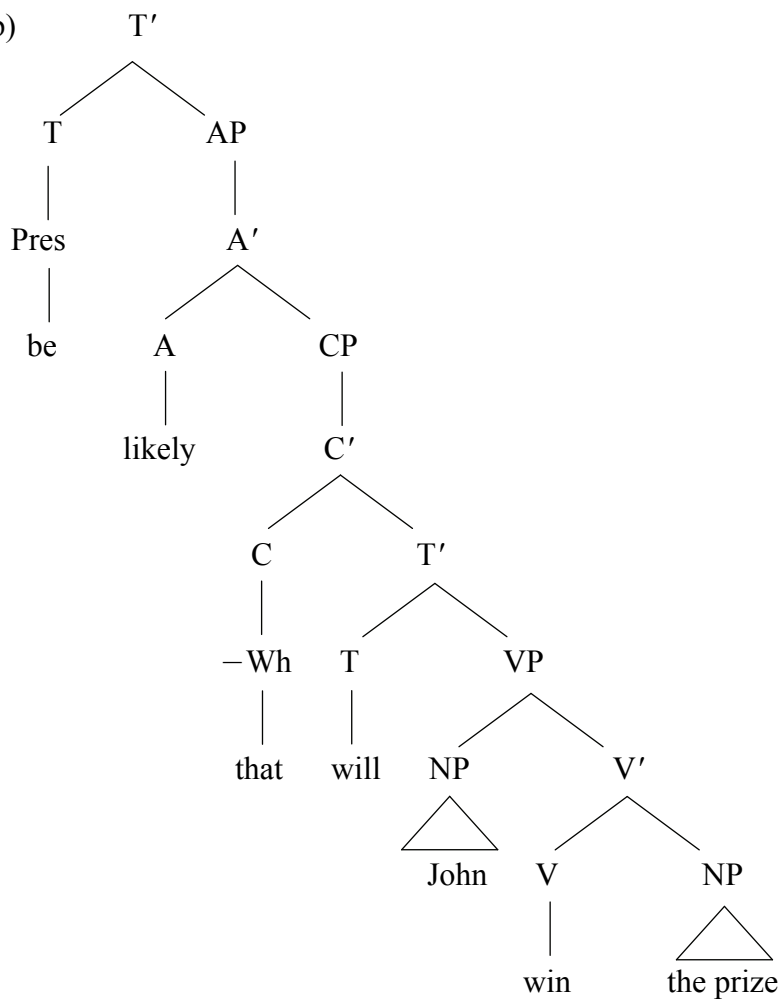 b) T′
T AP
Pres A′
be A CP
likely C′
C T′
–Wh T VP
that will NP V′
John V NP
win the prize